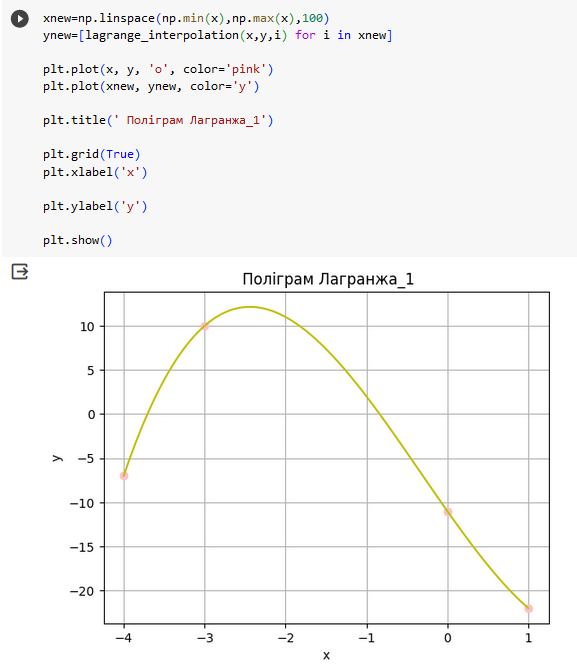 xnew=np.linspace(np.min(x),np.max(x),100)
ynew=[lagrange_interpolation(x,y,i) for i in xnew]
plt.plot(x, y, 'o', color='pink')
plt.plot(xnew, ynew, color='y')
plt.title(' Поліграм Лагранжа_1')
plt.grid(True)
plt.xlabel('x')
plt.ylabel('y')
plt.show()
Поліграм Лагранжа_1
10
5
0
−5
−10
−15
−20
y
−4 −3 −2 −1 0 1
x